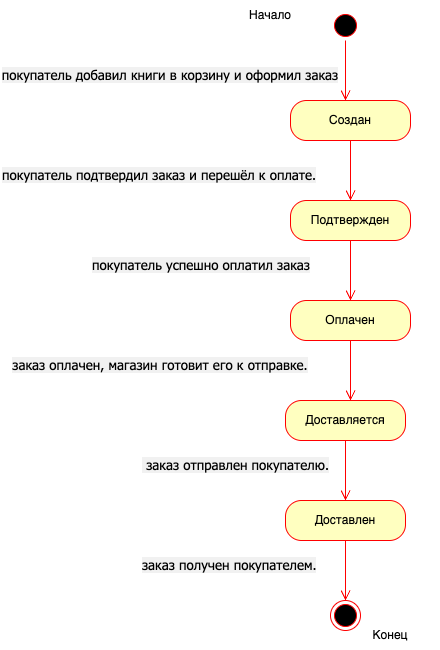 Начало
покупатель добавил книги в корзину и оформил заказ
Создан
покупатель подтвердил заказ и перешёл к оплате.
Подтвержден
покупатель успешно оплатил заказ
Оплачен
заказ оплачен, магазин готовит его к отправке.
Доставляется
заказ отправлен покупателю.
Доставлен
заказ получен покупателем.
Конец